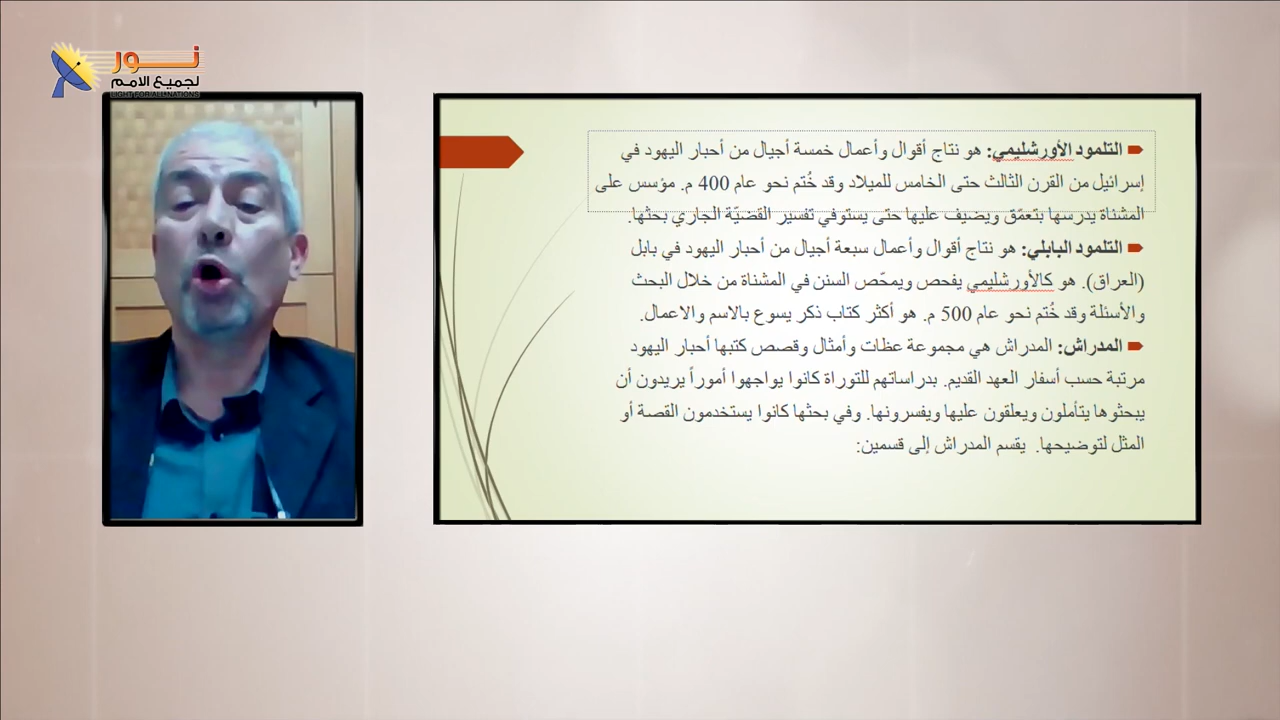 نور
لجميع الامم
LIGHT FOR ALL NATIONS
التلمود الأورشليمي: هو نتاج أقوال وأعمال خمسة أجيال من أحبار اليهود في
إسرائيل من القرن الثالث حتى الخامس للميلاد وقد خُتم نحو عام 400 م. مؤسس على
المشناة يدرسها بتعمّق ويضيف عليها حتى يستوفي تفسير القضيّة الجاري بحثها.
التلمود البابلي: هو نتاج أقوال وأعمال سبعة أجيال من أحبار اليهود في بابل
(العراق). هو كالأورشليمي يفحص ويمحّص السنن في المشناة من خلال البحث
والأسئلة وقد خُتم نحو عام 500 م. هو أكثر كتاب ذكر يسوع بالاسم والاعمال.
المدراش: المدراش هي مجموعة عظات وأمثال وقصص كتبها أحبار اليهود
مرتبة حسب أسفار العهد القديم. بدراساتهم للتوراة كانوا يواجهوا أموراً يريدون أن
يبحثوها يتأملون ويعلقون عليها ويفسرونها. وفي بحثها كانوا يستخدمون القصة أو
المثل لتوضيحها. يقسم المدراش إلى قسمين: